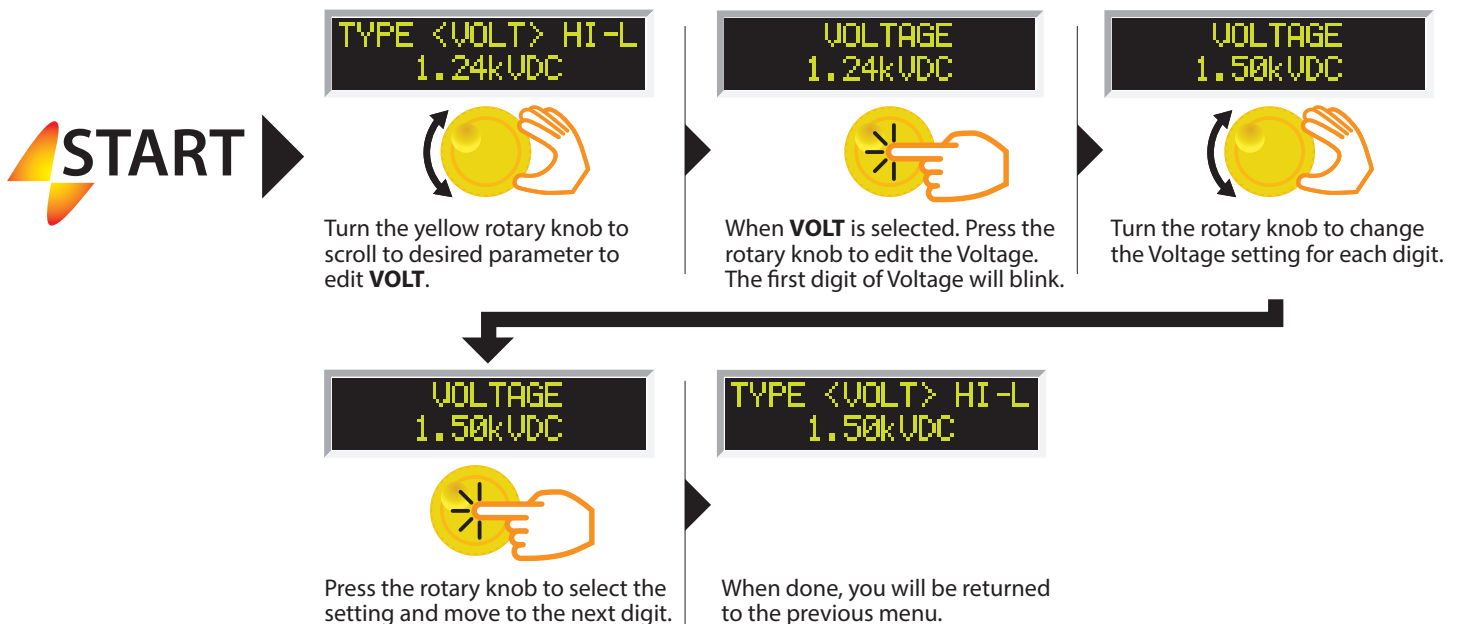 START
TYPE <VOLT> HI-L
1.24kVDC
Turn the yellow rotary knob to
scroll to desired parameter to
edit VOLT.
VOLTAGE
1.24kVDC
When VOLT is selected. Press the
rotary knob to edit the Voltage.
The first digit of Voltage will blink.
VOLTAGE
1.50kVDC
Turn the rotary knob to change
the Voltage setting for each digit.
VOLTAGE
1.50kVDC
Press the rotary knob to select the
setting and move to the next digit.
TYPE <VOLT> HI-L
1.50kVDC
When done, you will be returned
to the previous menu.